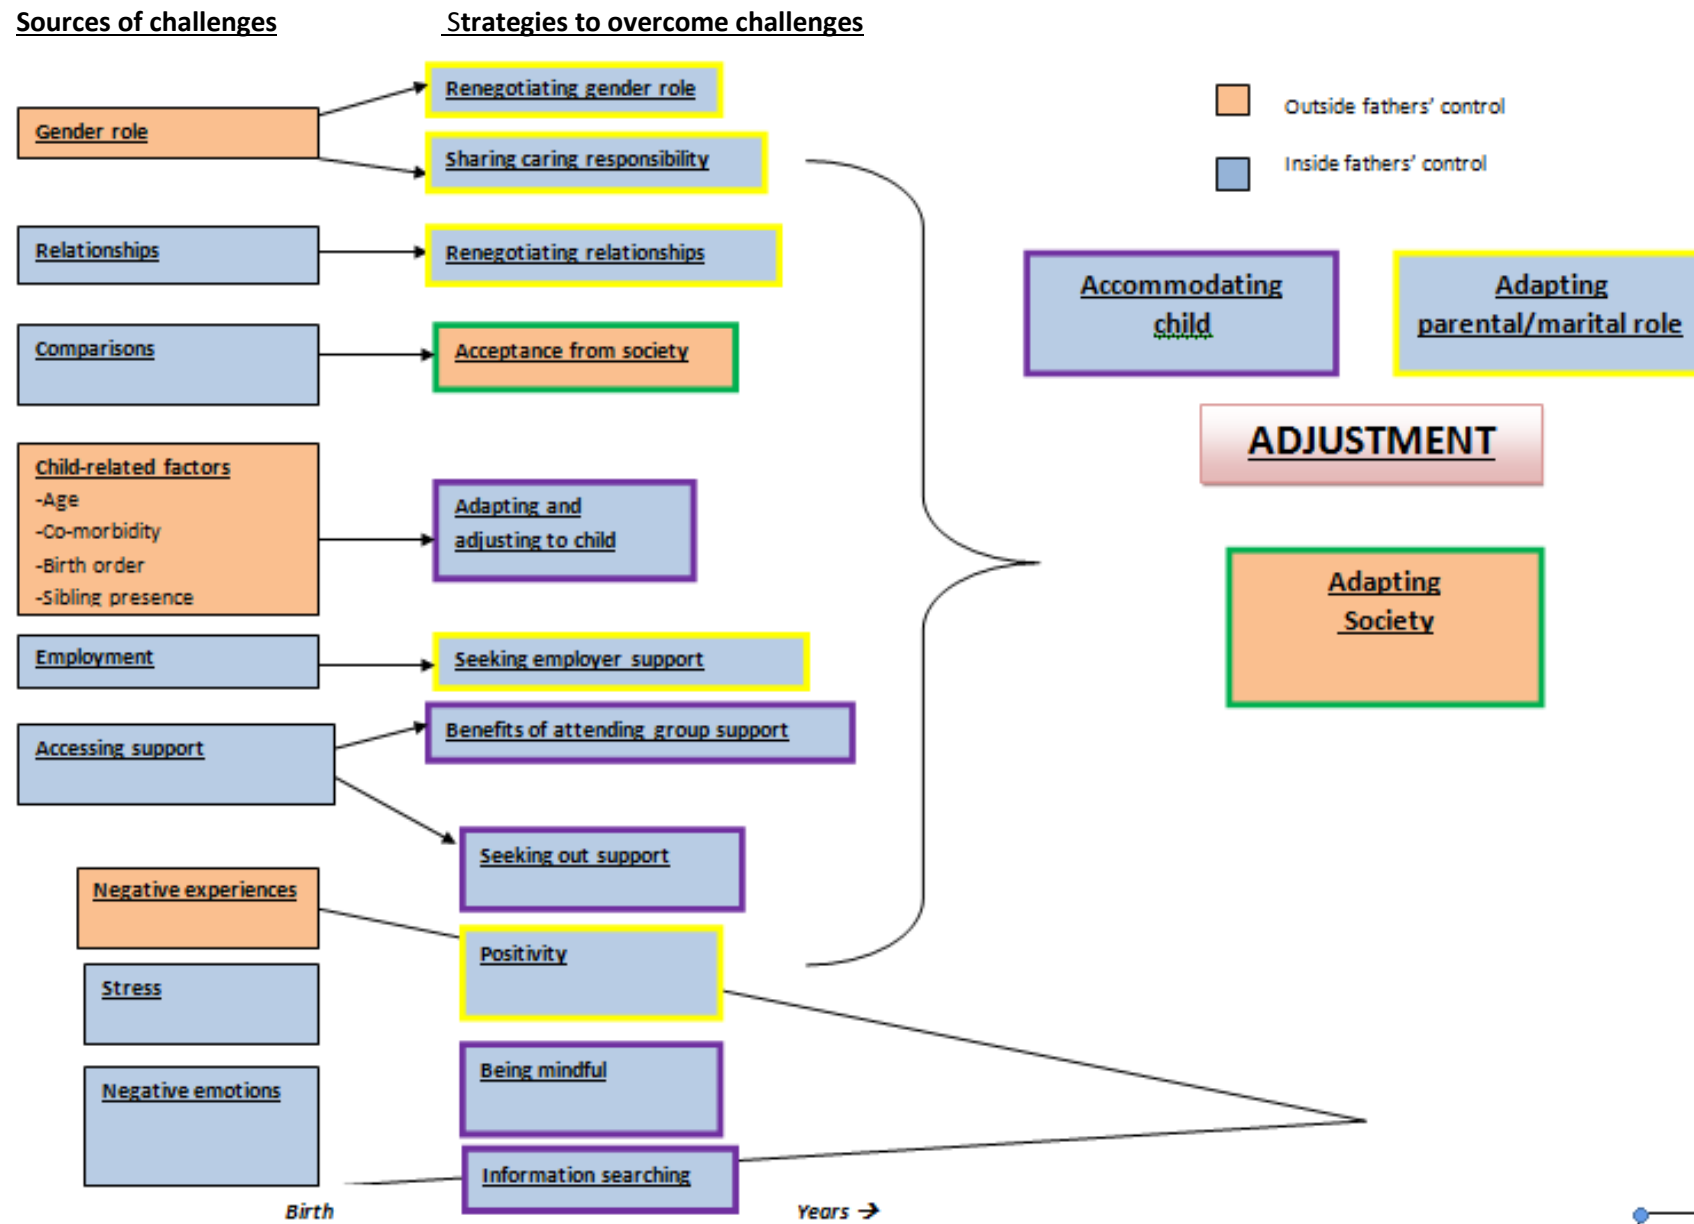 Sources of challenges
Strategies to overcome challenges
Gender role
Renegotiating gender role
Sharing caring responsibility
Relationships
Renegotiating relationships
Comparisons
Acceptance from society
Child-related factors
-Age
-Co-morbidity
-Birth order
-Sibling presence
Adapting and
adjusting to child
Employment
Seeking employer support
Accessing support
Benefits of attending group support
Seeking out support
Negative experiences
Positivity
Stress
Being mindful
Negative emotions
Information searching
Birth
Years →
Outside fathers’ control
Inside fathers’ control
Accommodating
child
Adapting
parental/marital role
ADJUSTMENT
Adapting
Society